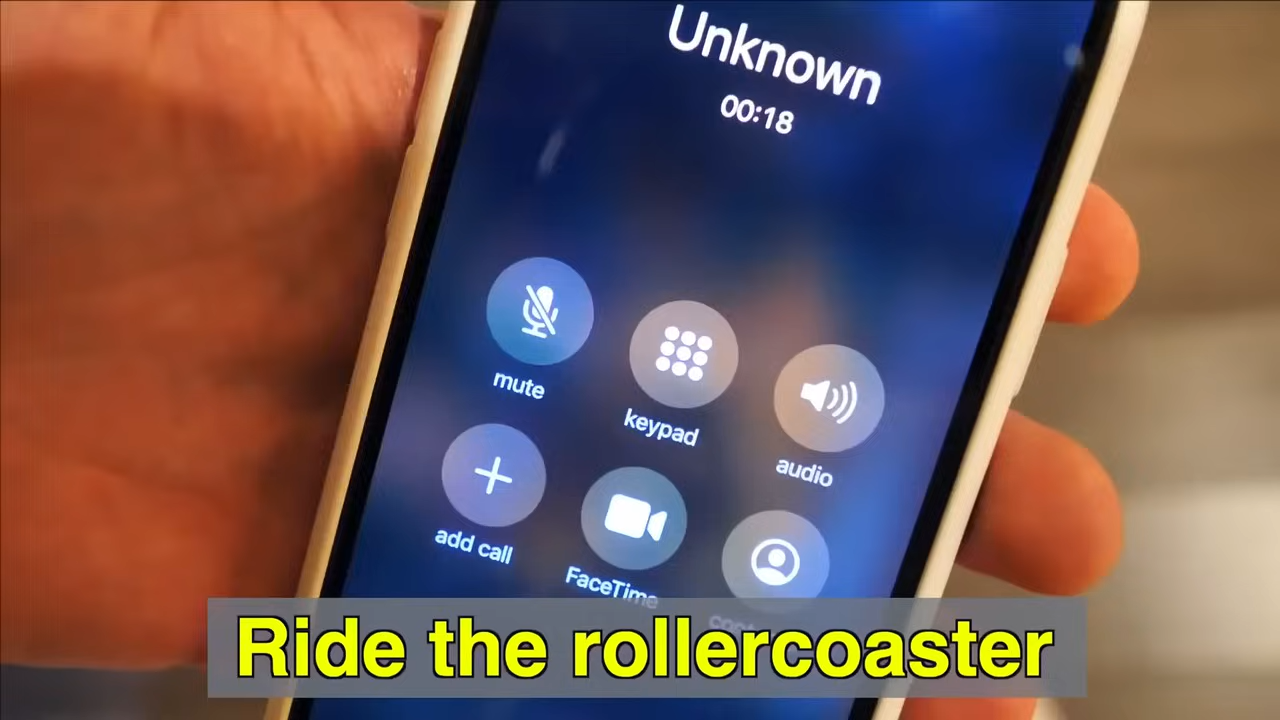 Unknown
00:18
mute
keypad
audio
add call
FaceTime
Ride the rollercoaster